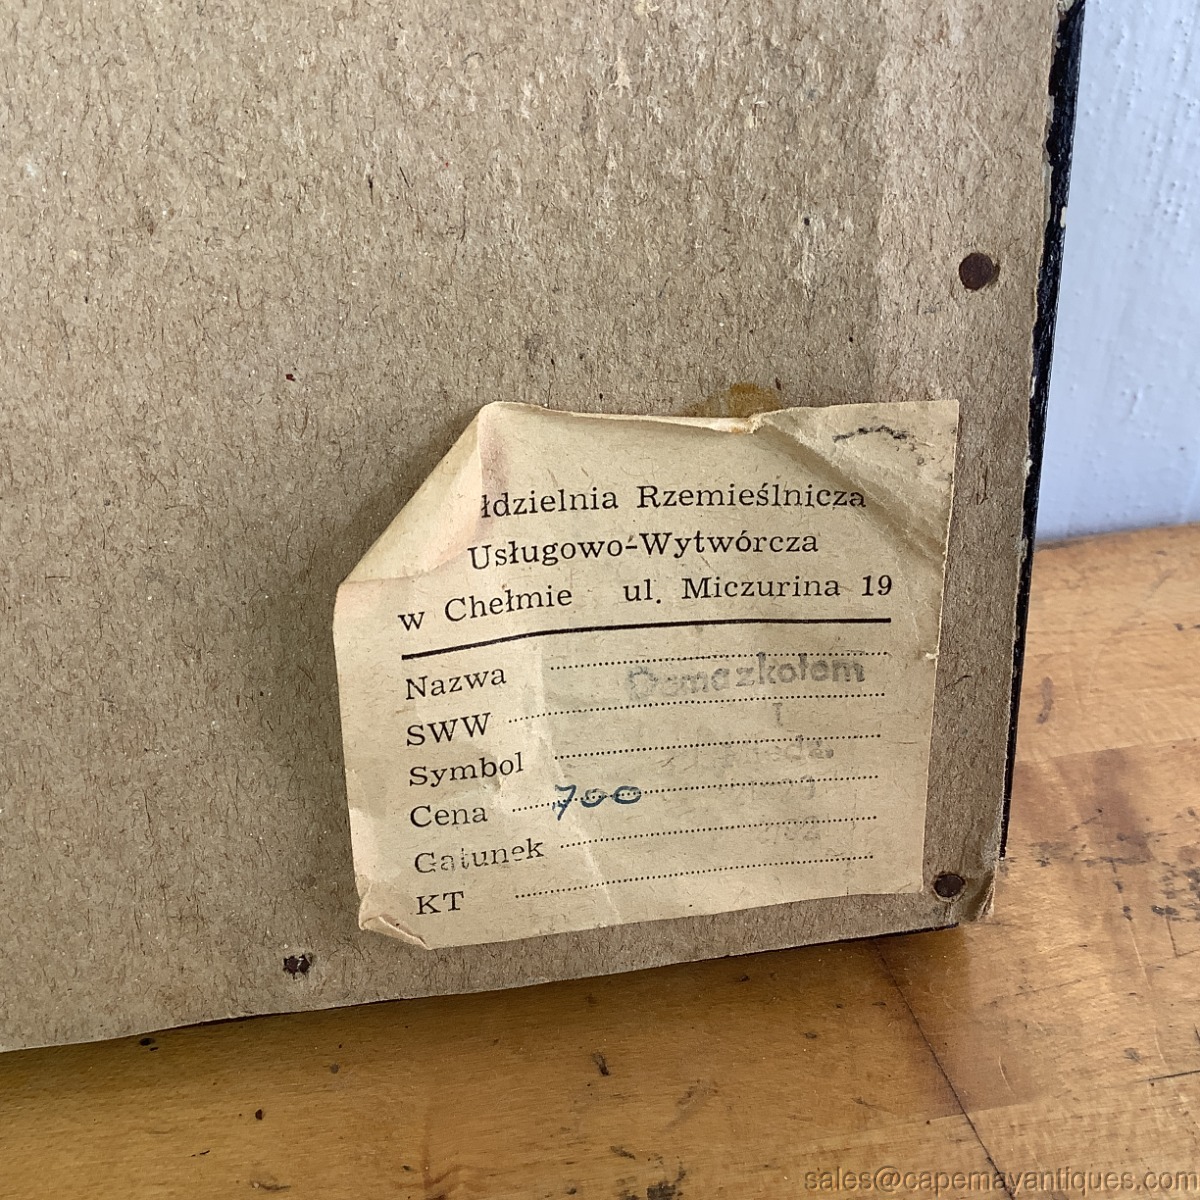 łdzielnia Rzemieślnicza
Usługowo-Wytwórcza
w Chełmie ul. Miczurina 19
Nazwa
SWW
Symbol
Cena 700
Gatunek
KT
sales@capemayantiques.com